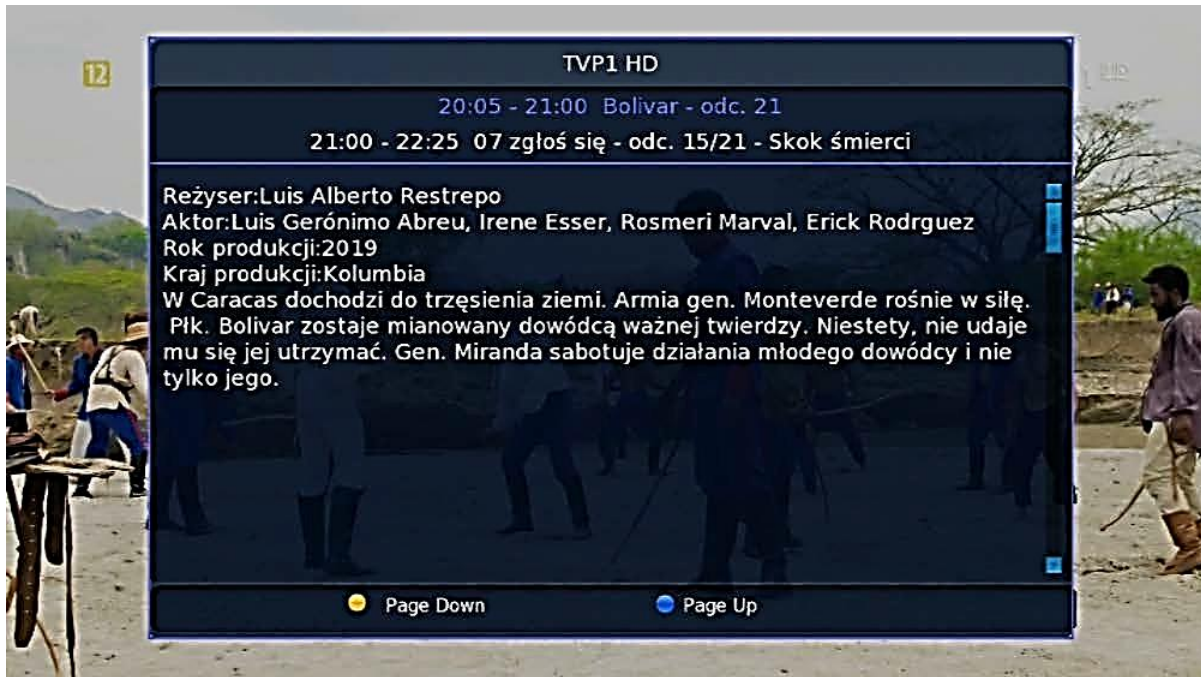 12
TVP1 HD
20:05 - 21:00 Bolivar - odc. 21
21:00 - 22:25 07 zgłoś się - odc. 15/21 - Skok śmierci
Reżyser:Luis Alberto Restrepo
Aktor:Luis Gerónimo Abreu, Irene Esser, Rosmeri Marval, Erick Rodrguez
Rok produkcji:2019
Kraj produkcji:Kolumbia
W Caracas dochodzi do trzęsienia ziemi. Armia gen. Monteverde rośnie w siłę.
Płk. Bolivar zostaje mianowany dowódcą ważnej twierdzy. Niestety, nie udaje
mu się jej utrzymać. Gen. Miranda sabotuje działania młodego dowódcy i nie
tylko jego.
Page Down
Page Up